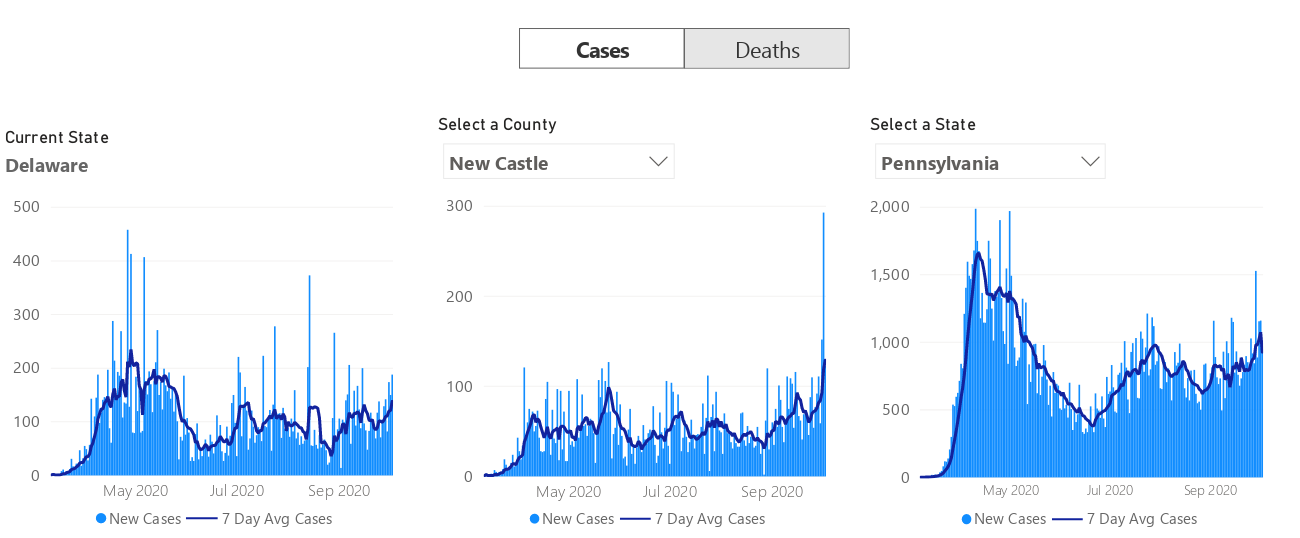 Cases Deaths
Current State
Delaware
500
400
300
200
100
0
May 2020 Jul 2020 Sep 2020
New Cases 7 Day Avg Cases
Select a County
New Castle
300
200
100
0
May 2020 Jul 2020 Sep 2020
New Cases 7 Day Avg Cases
Select a State
Pennsylvania
2,000
1,500
1,000
500
0
May 2020 Jul 2020 Sep 2020
New Cases 7 Day Avg Cases